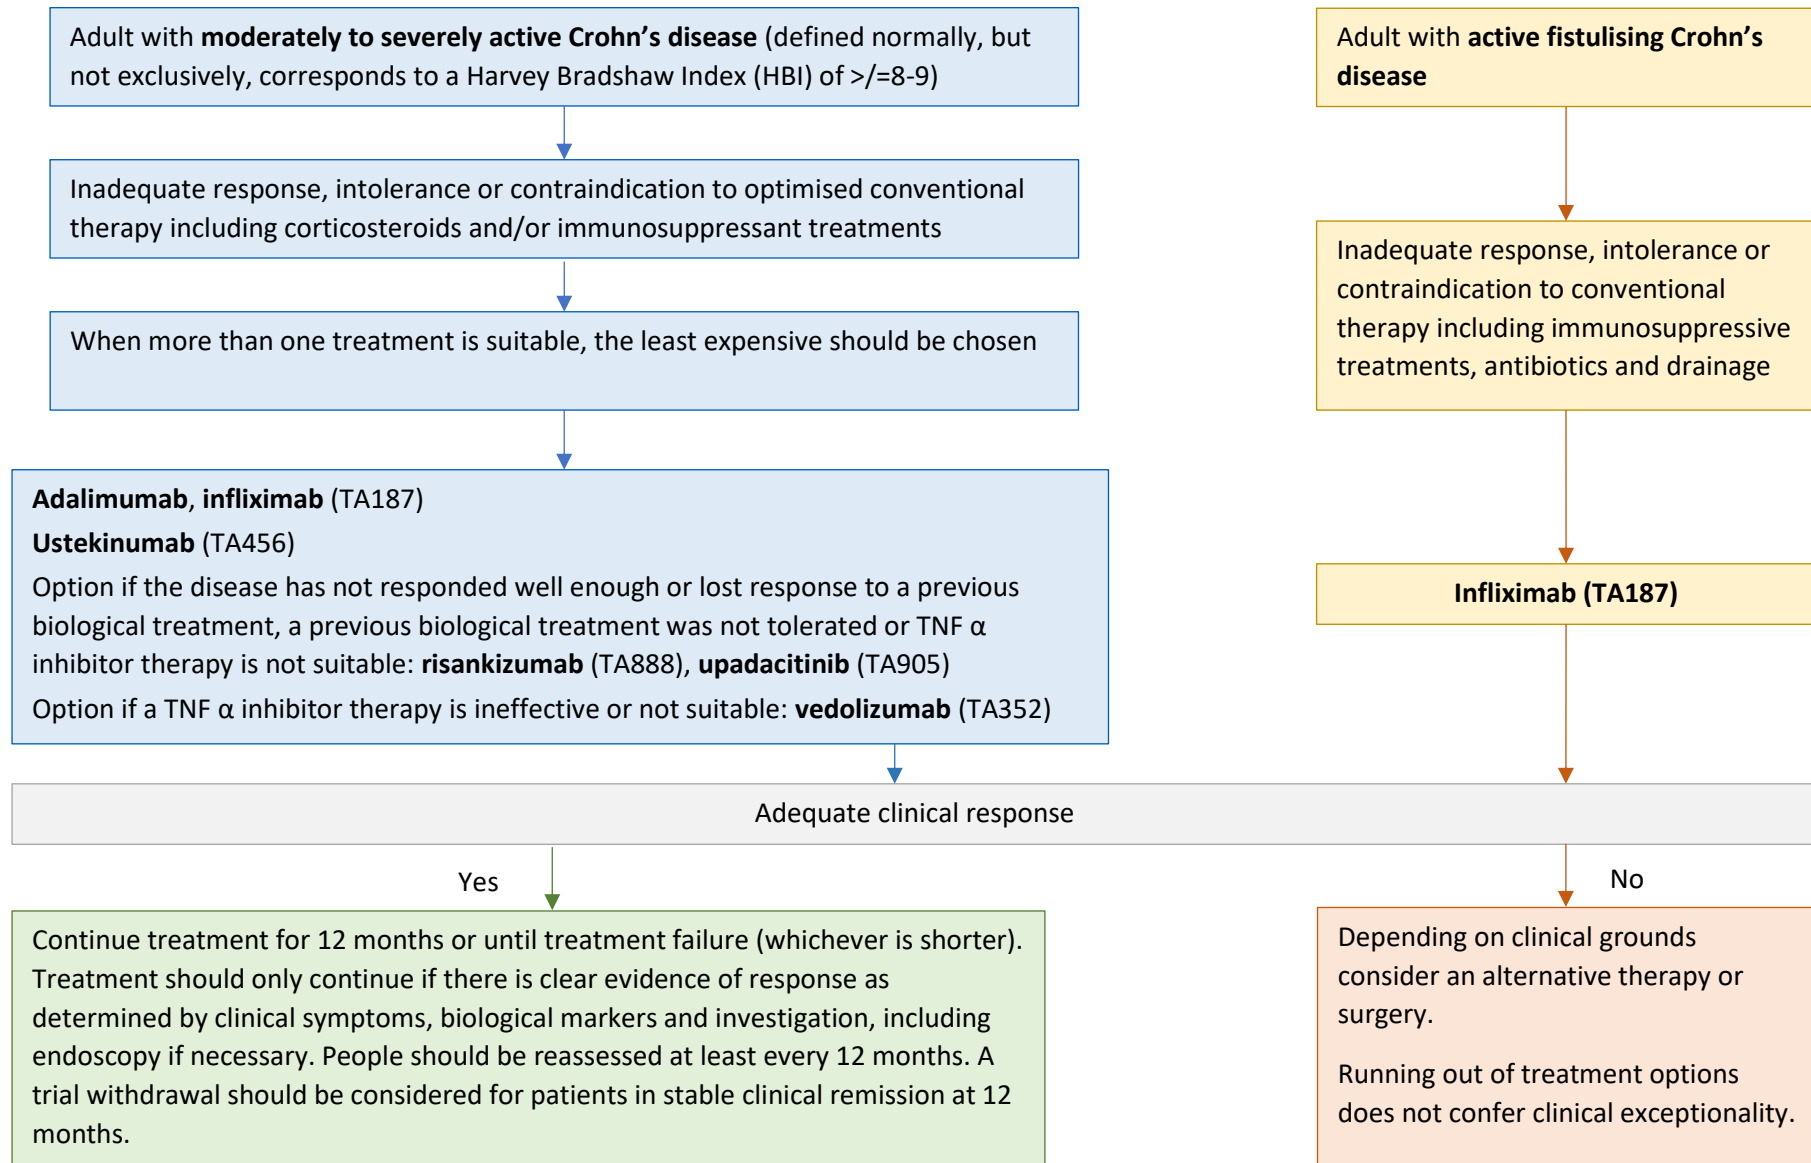 Adult with moderately to severely active Crohn's disease (defined normally, but
not exclusively, corresponds to a Harvey Bradshaw Index (HBI) of >/=8-9)
Inadequate response, intolerance or contraindication to optimised conventional
therapy including corticosteroids and/or immunosuppressant treatments
When more than one treatment is suitable, the least expensive should be chosen
Adalimumab, infliximab (TA187)
Ustekinumab (TA456)
Option if the disease has not responded well enough or lost response to a previous
biological treatment, a previous biological treatment was not tolerated or TNF α
inhibitor therapy is not suitable: risankizumab (TA888), upadacitinib (TA905)
Option if a TNF α inhibitor therapy is ineffective or not suitable: vedolizumab (TA352)
Adult with active fistulising Crohn's
disease
Inadequate response, intolerance or
contraindication to conventional
therapy including immunosuppressive
treatments, antibiotics and drainage
Infliximab (TA187)
Adequate clinical response
Yes
Continue treatment for 12 months or until treatment failure (whichever is shorter).
Treatment should only continue if there is clear evidence of response as
determined by clinical symptoms, biological markers and investigation, including
endoscopy if necessary. People should be reassessed at least every 12 months. A
trial withdrawal should be considered for patients in stable clinical remission at 12
months.
No
Depending on clinical grounds
consider an alternative therapy or
surgery.
Running out of treatment options
does not confer clinical exceptionality.